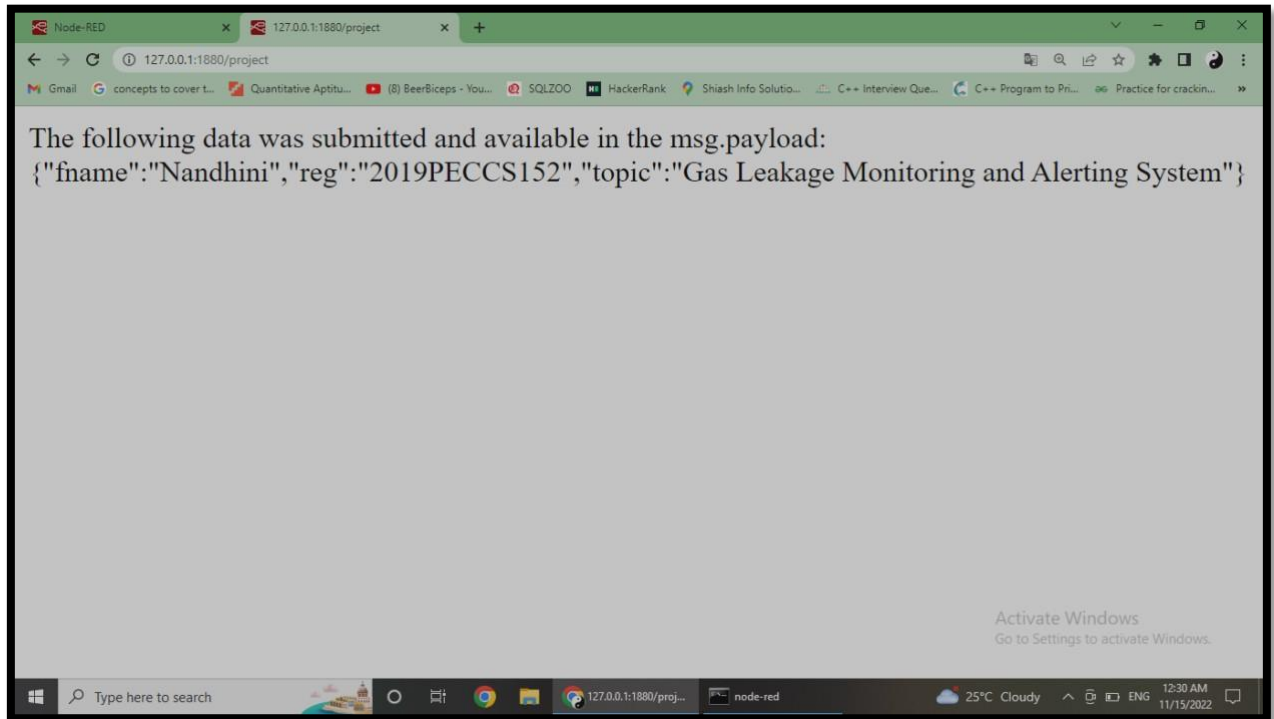 Node-RED
127.0.0.1:1880/project
127.0.0.1:1880/project
Gmail
concepts to cover t...
Quantitative Aptitu...
(8) BeerBiceps - You...
SQLZOO
HackerRank
Shiash Info Solutio...
C++ Interview Que...
C++ Program to Pri...
Practice for crackin...
The following data was submitted and available in the msg.payload:
{"fname":"Nandhini","reg":"2019PECCS152","topic":"Gas Leakage Monitoring and Alerting System"}
Activate Windows
Go to Settings to activate Windows.
Type here to search
127.0.0.1:1880/proj...
node-red
25°C Cloudy
ENG
12:30 AM
11/15/2022